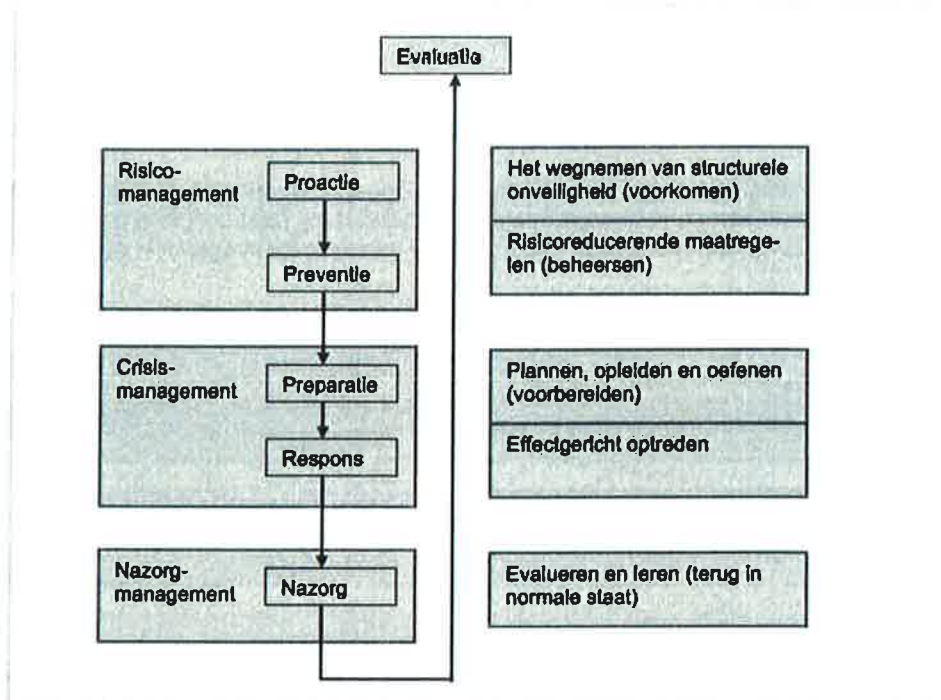 Evaluatie
Risico-
management
Proactie
Preventie
Het wegnemen van structurele
onveiligheid (voorkomen)
Risicoreducerende maatrege-
len (beheersen)
Crisis-
management
Preparatie
Respons
Plannen, opleiden en oefenen
(voorbereiden)
Effectgericht optreden
Nazorg-
management
Nazorg
Evalueren en leren (terug in
normale staat)